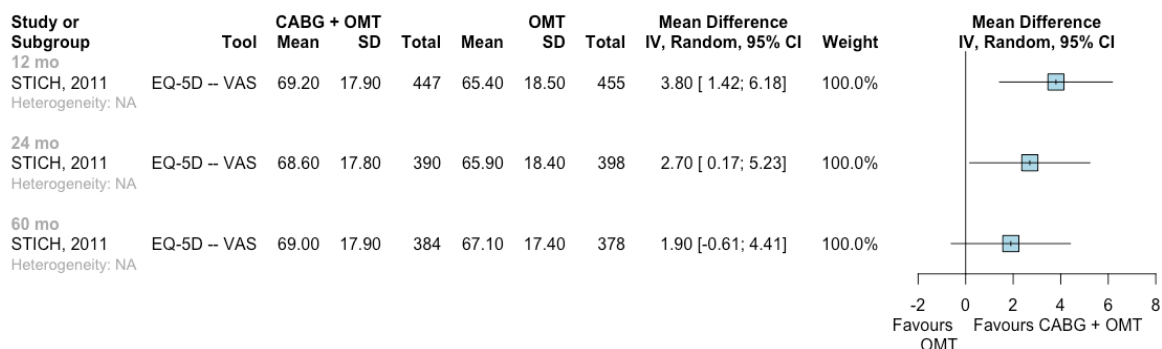 Study or CABG + OMT OMT Mean Difference Mean Difference
Subgroup Tool Mean SD Total Mean SD Total IV, Random, 95% CI Weight IV, Random, 95% CI
12 mo
STICH, 2011 EQ-5D -- VAS 69.20 17.90 447 65.40 18.50 455 3.80 [ 1.42; 6.18] 100.0%
Heterogeneity: NA
24 mo
STICH, 2011 EQ-5D -- VAS 68.60 17.80 390 65.90 18.40 398 2.70 [ 0.17; 5.23] 100.0%
Heterogeneity: NA
60 mo
STICH, 2011 EQ-5D -- VAS 69.00 17.90 384 67.10 17.40 378 1.90 [-0.61; 4.41] 100.0%
Heterogeneity: NA
-2 0 2 4 6 8
Favours Favours CABG + OMT
OMT